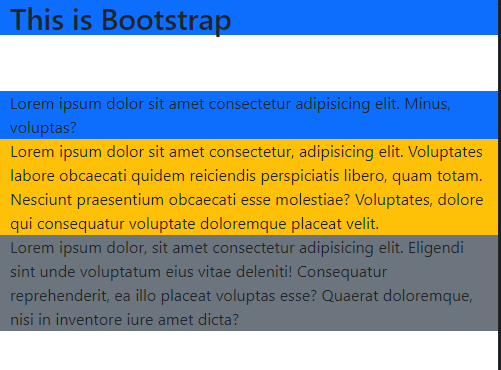 This is Bootstrap
Lorem ipsum dolor sit amet consectetur adipisicing elit. Minus,
voluptas?
Lorem ipsum dolor sit amet consectetur, adipisicing elit. Voluptates
labore obcaecati quidem reiciendis perspiciatis libero, quam totam.
Nesciunt praesentium obcaecati esse molestiae? Voluptates, dolore
qui consequatur voluptate doloremque placeat velit.
Lorem ipsum dolor, sit amet consectetur adipisicing elit. Eligendi
sint unde voluptatum eius vitae deleniti! Consequatur
reprehenderit, ea illo placeat voluptas esse? Quaerat doloremque,
nisi in inventore iure amet dicta?